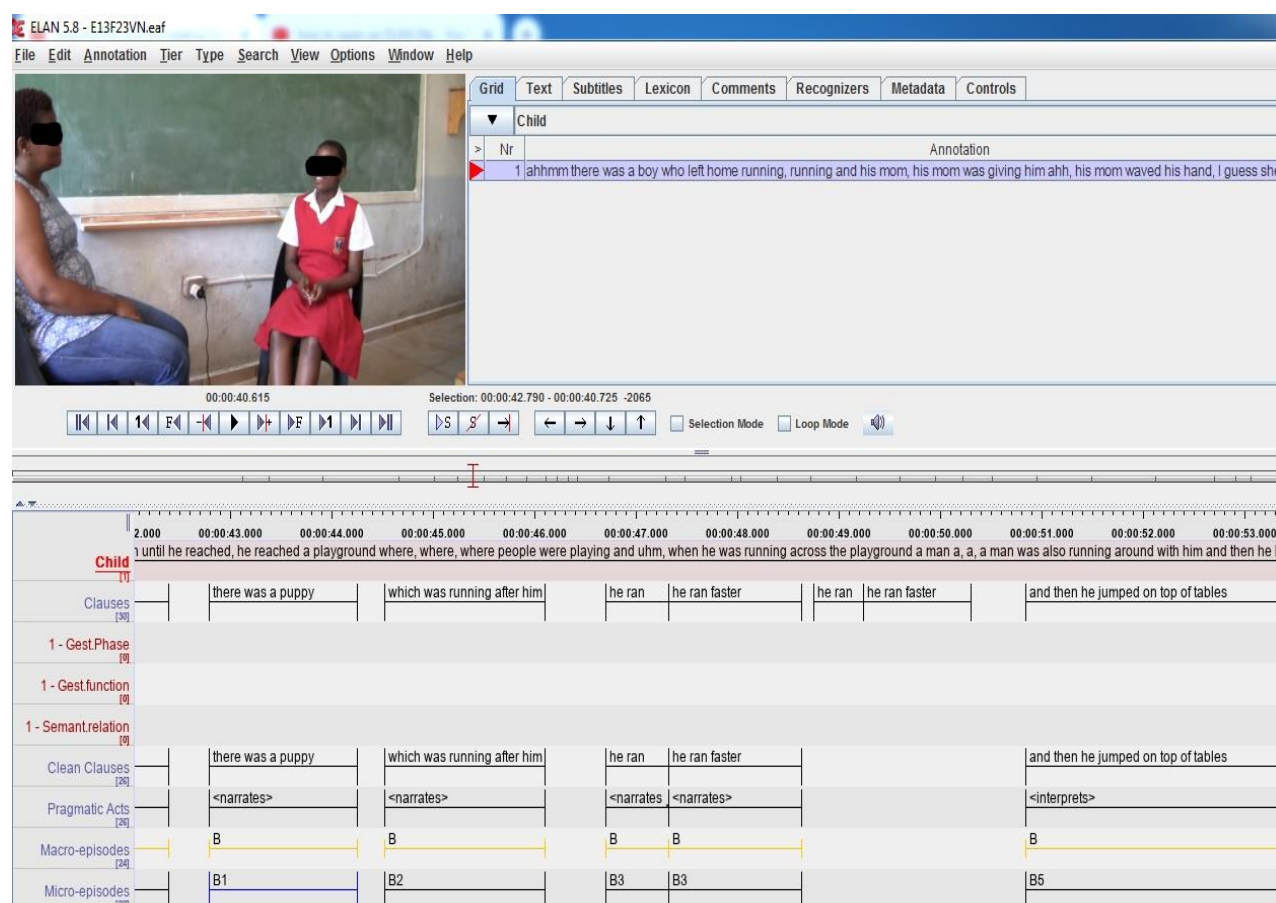 ELAN 5.8 - E13F23VN.eaf
File Edit Annotation Tier Type Search View Options Window Help
Grid Text Subtitles Lexicon Comments Recognizers Metadata Controls
▼ Child
> Nr Annotation
1 ahhmm there was a boy who left home running, running and his mom, his mom was giving him ahh, his mom waved his hand, I guess she
00:00:40.615 Selection: 00:00:42.790 - 00:00:40.725 -2065
1 F F 1 S S Selection Mode Loop Mode
2.000 00:00:43.000 00:00:44.000 00:00:45.000 00:00:46.000 00:00:47.000 00:00:48.000 00:00:49.000 00:00:50.000 00:00:51.000 00:00:52.000 00:00:53.000
until he reached, he reached a playground where, where, where people were playing and uhm, when he was running across the playground a man a, a, a man was also running around with him and then he
Child
[1]
Clauses there was a puppy which was running after him he ran he ran faster he ran he ran faster and then he jumped on top of tables
[30]
1 - Gest.Phase
[0]
1 - Gest.function
[0]
1 - Semant.relation
[0]
Clean Clauses there was a puppy which was running after him he ran he ran faster and then he jumped on top of tables
[26]
Pragmatic Acts <narrates> <narrates> <narrates <narrates> <interprets>
[26]
Macro-episodes B B B B B
[24]
Micro-episodes B1 B2 B3 B3 B5